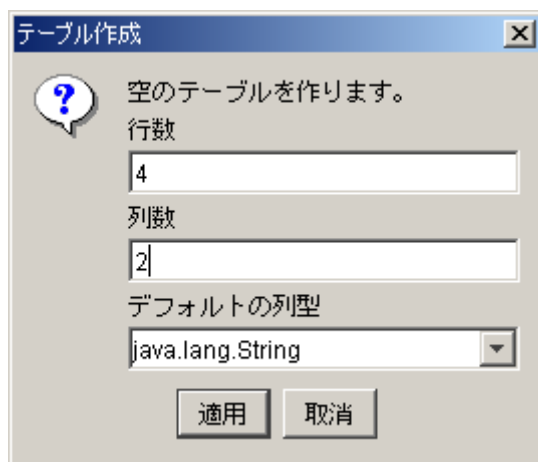 テーブル作成
?
空のテーブルを作ります。
行数
4
列数
2
デフォルトの列型
java.lang.String
適用 取消